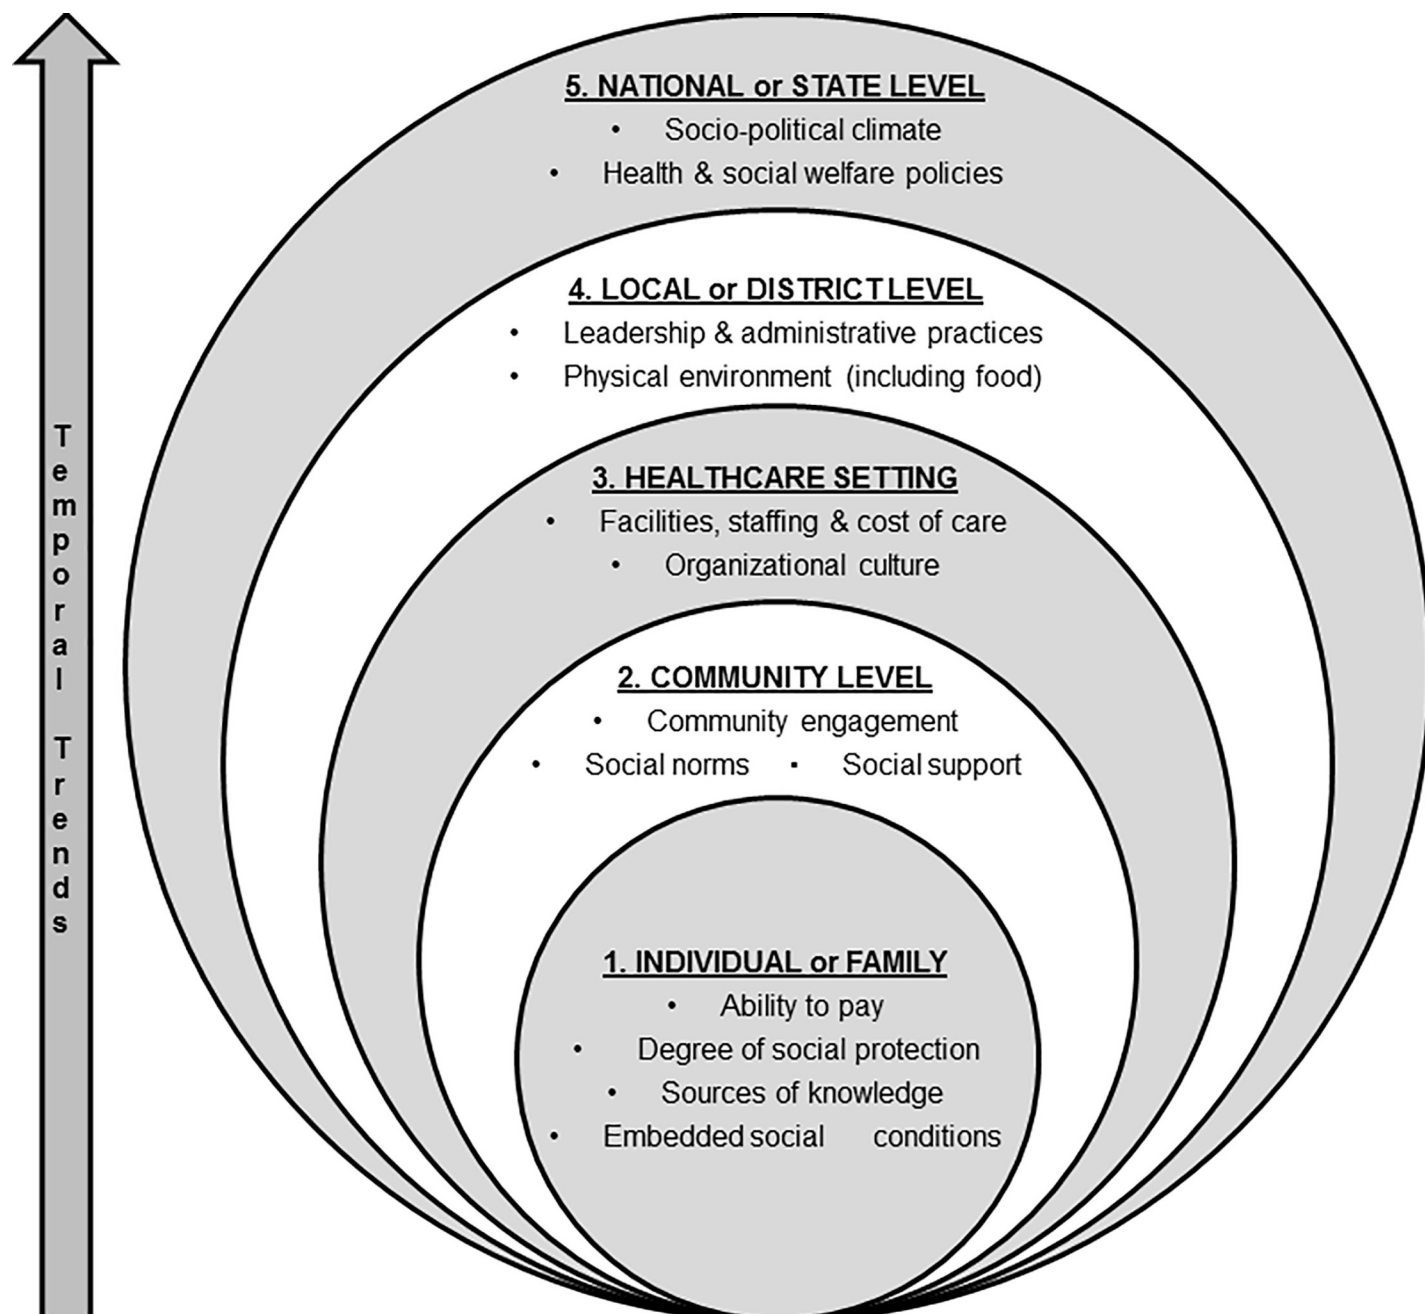 Temporal Trends
5. NATIONAL or STATE LEVEL
• Socio-political climate
• Health & social welfare policies
4. LOCAL or DISTRICT LEVEL
• Leadership & administrative practices
• Physical environment (including food)
3. HEALTHCARE SETTING
• Facilities, staffing & cost of care
• Organizational culture
2. COMMUNITY LEVEL
• Community engagement
• Social norms ▪ Social support
1. INDIVIDUAL or FAMILY
• Ability to pay
• Degree of social protection
• Sources of knowledge
• Embedded social conditions